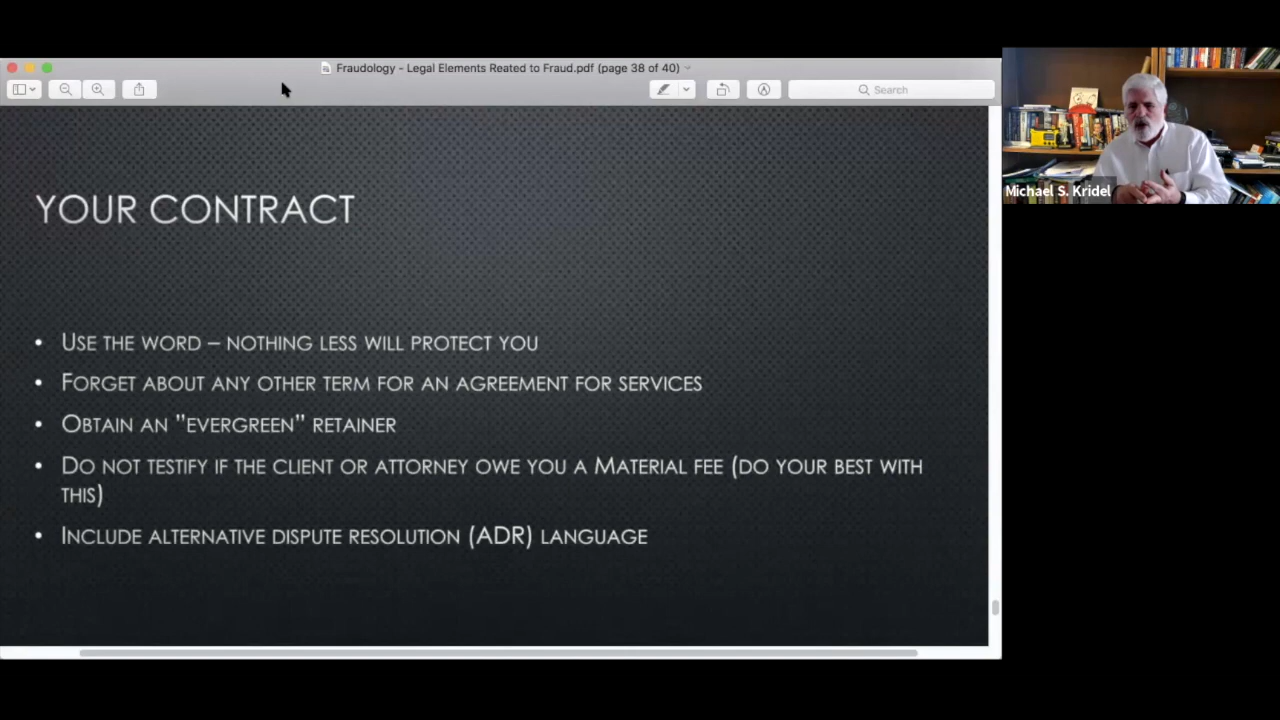 Fraudology - Legal Elements Reated to Fraud.pdf (page 38 of 40)
Search
YOUR CONTRACT
• USE THE WORD – NOTHING LESS WILL PROTECT YOU
• FORGET ABOUT ANY OTHER TERM FOR AN AGREEMENT FOR SERVICES
• OBTAIN AN ”EVERGREEN” RETAINER
• DO NOT TESTIFY IF THE CLIENT OR ATTORNEY OWE YOU A MATERIAL FEE (DO YOUR BEST WITH
THIS)
• INCLUDE ALTERNATIVE DISPUTE RESOLUTION (ADR) LANGUAGE
Michael S. Kridel